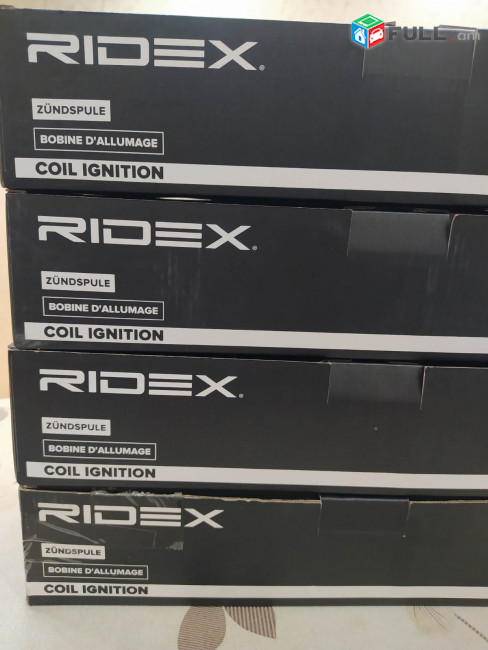 FULL.am
RIDEX®
ZÜNDSPULE
BOBINE D'ALLUMAGE
COIL IGNITION
RIDEX®
ZÜNDSPULE
BOBINE D'ALLUMAGE
COIL IGNITION
RIDEX®
ZÜNDSPULE
BOBINE D'ALLUMAGE
COIL IGNITION
RIDEX
ZÜNDSPULE
BOBINE D'ALLUMAGE
COIL IGNITION